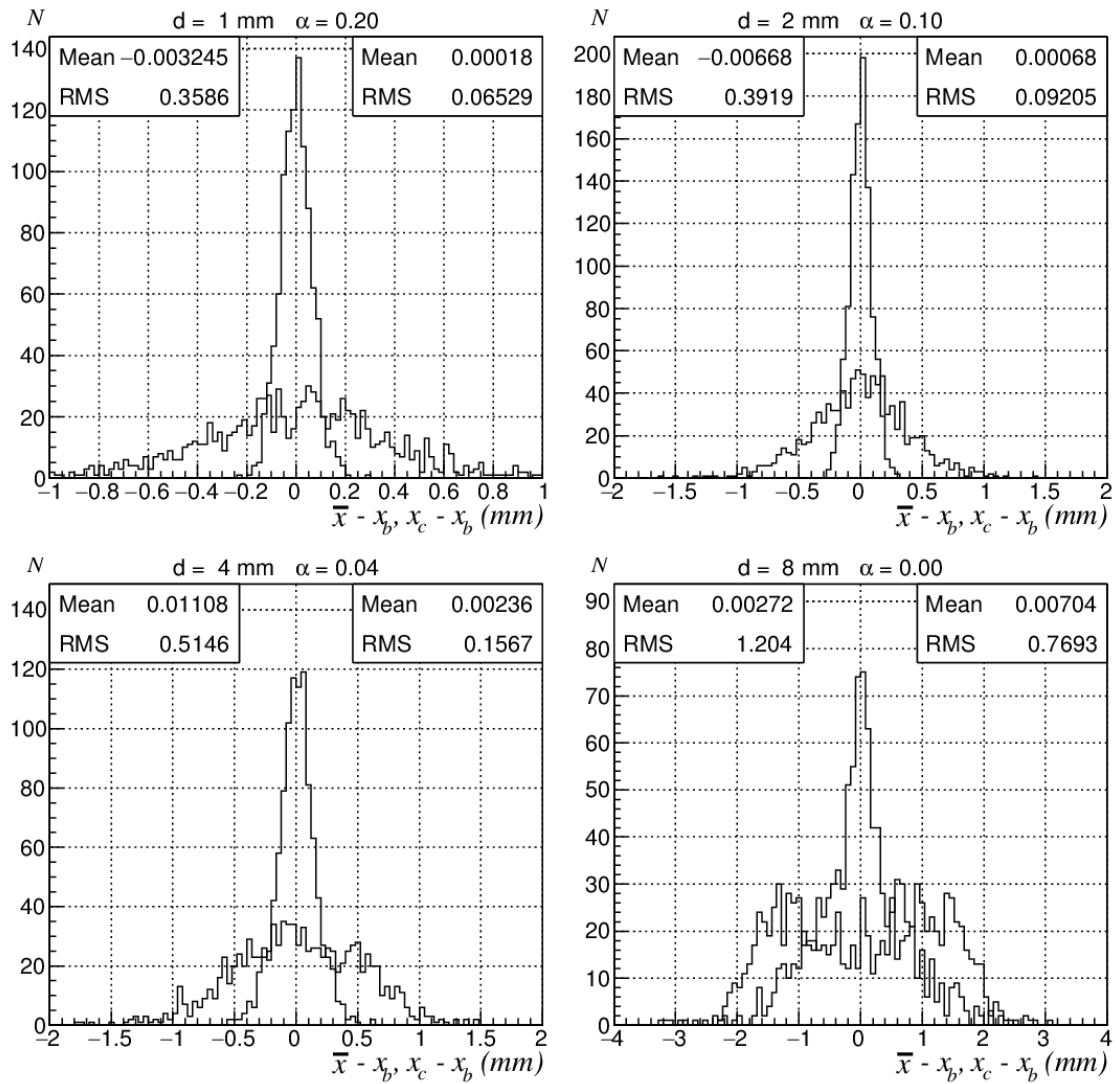 N d = 1 mm α = 0.20
Mean −0.003245 Mean 0.00018
RMS 0.3586 RMS 0.06529
140
120
100
80
60
40
20
0
−1 −0.8 −0.6 −0.4 −0.2 0 0.2 0.4 0.6 0.8 1
x̅ - x_b, x_c - x_b (mm)
N d = 2 mm α = 0.10
Mean −0.00668 Mean 0.00068
RMS 0.3919 RMS 0.09205
200
180
160
140
120
100
80
60
40
20
0
−2 −1.5 −1 −0.5 0 0.5 1 1.5 2
x̅ - x_b, x_c - x_b (mm)
N d = 4 mm α = 0.04
Mean 0.01108 Mean 0.00236
RMS 0.5146 RMS 0.1567
140
120
100
80
60
40
20
0
−2 −1.5 −1 −0.5 0 0.5 1 1.5 2
x̅ - x_b, x_c - x_b (mm)
N d = 8 mm α = 0.00
Mean 0.00272 Mean 0.00704
RMS 1.204 RMS 0.7693
90
80
70
60
50
40
30
20
10
0
−4 −3 −2 −1 0 1 2 3 4
x̅ - x_b, x_c - x_b (mm)